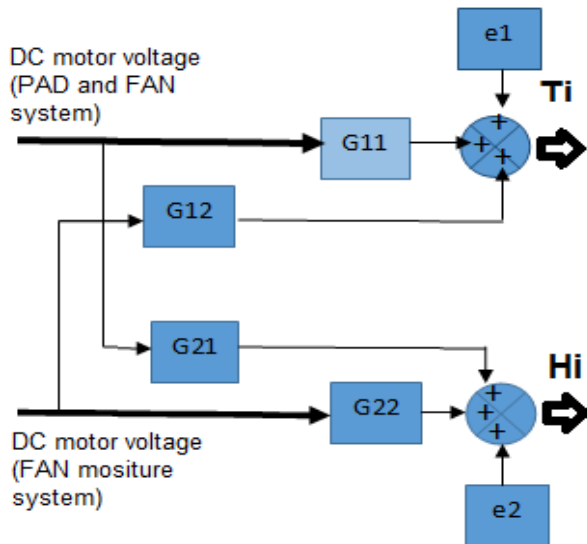 DC motor voltage
(PAD and FAN
system)
e1
Ti
G11
+
+
+
G12
G21
Hi
G22
+
+
+
DC motor voltage
(FAN mositure
system)
e2